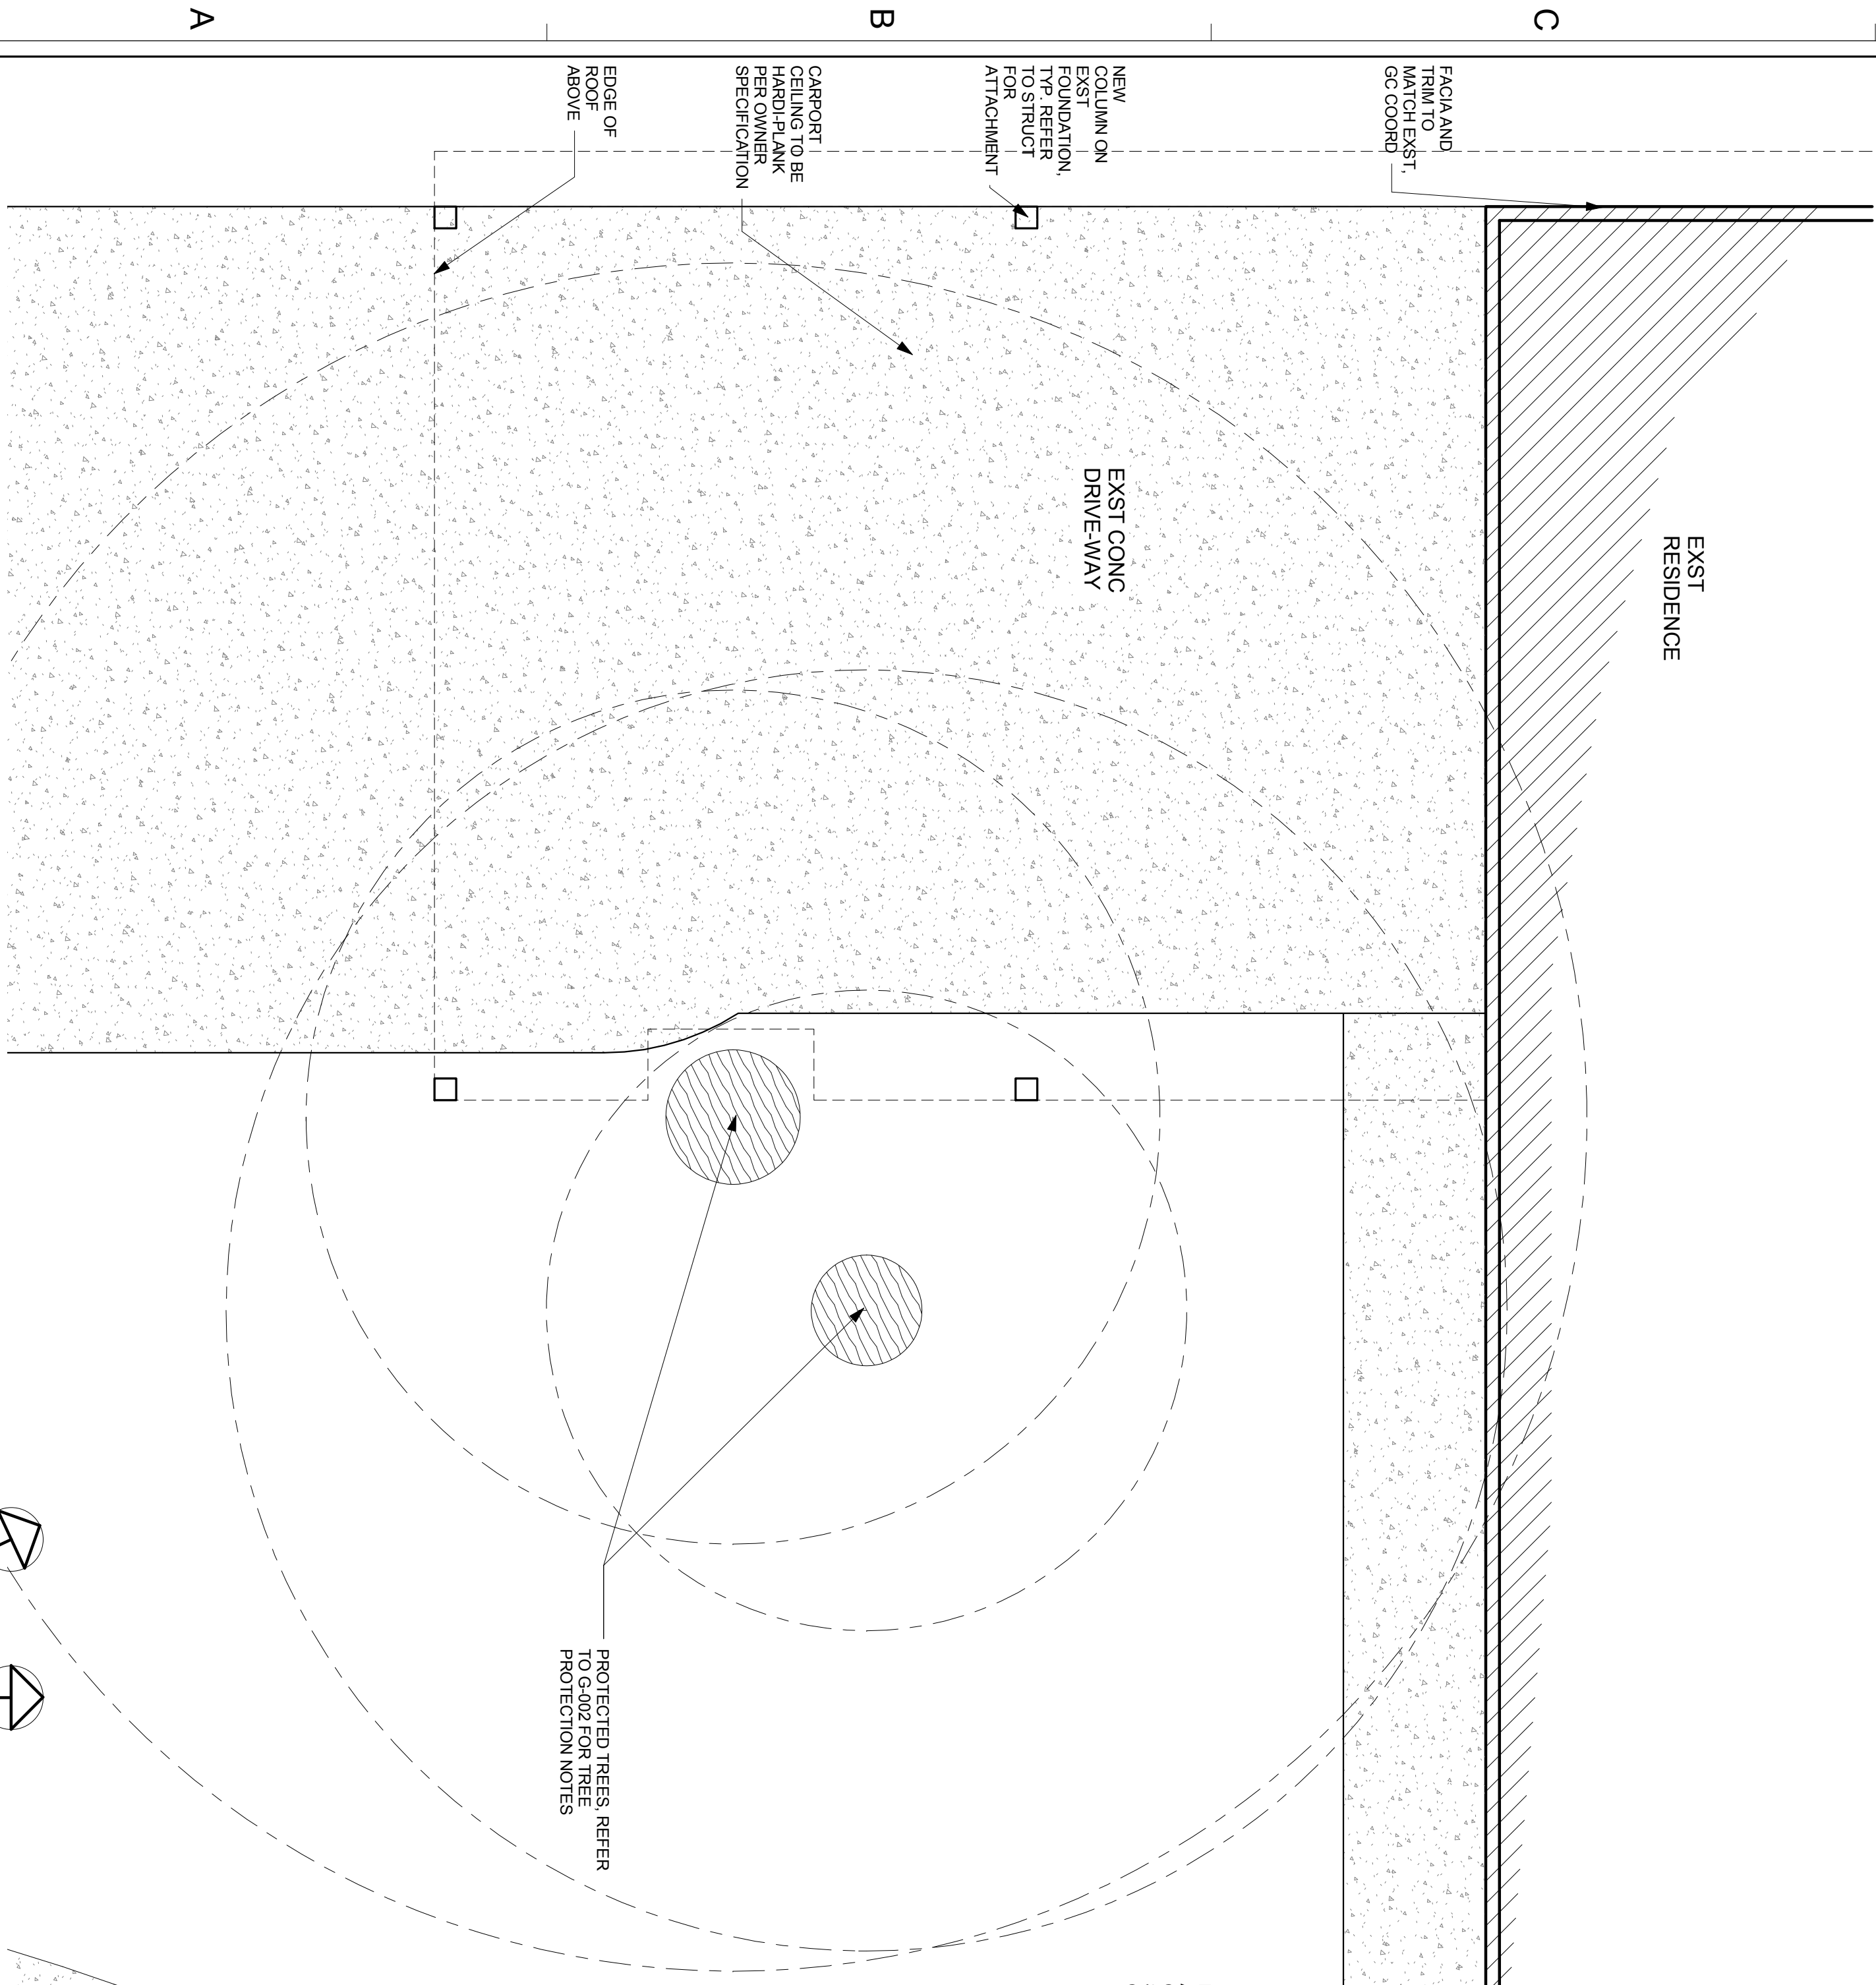 A
B
C
FACIA AND
TRIM TO
MATCH EXST,
GC COORD
NEW
COLUMN ON
EXST
FOUNDATION,
TYP. REFER
TO STRUCT
FOR
ATTACHMENT
CARPORT
CEILING TO BE
HARDI-PLANK
PER OWNER
SPECIFICATION
EDGE OF
ROOF
ABOVE
EXST
RESIDENCE
EXST CONC
DRIVE-WAY
PROTECTED TREES, REFER
TO G-002 FOR TREE
PROTECTION NOTES